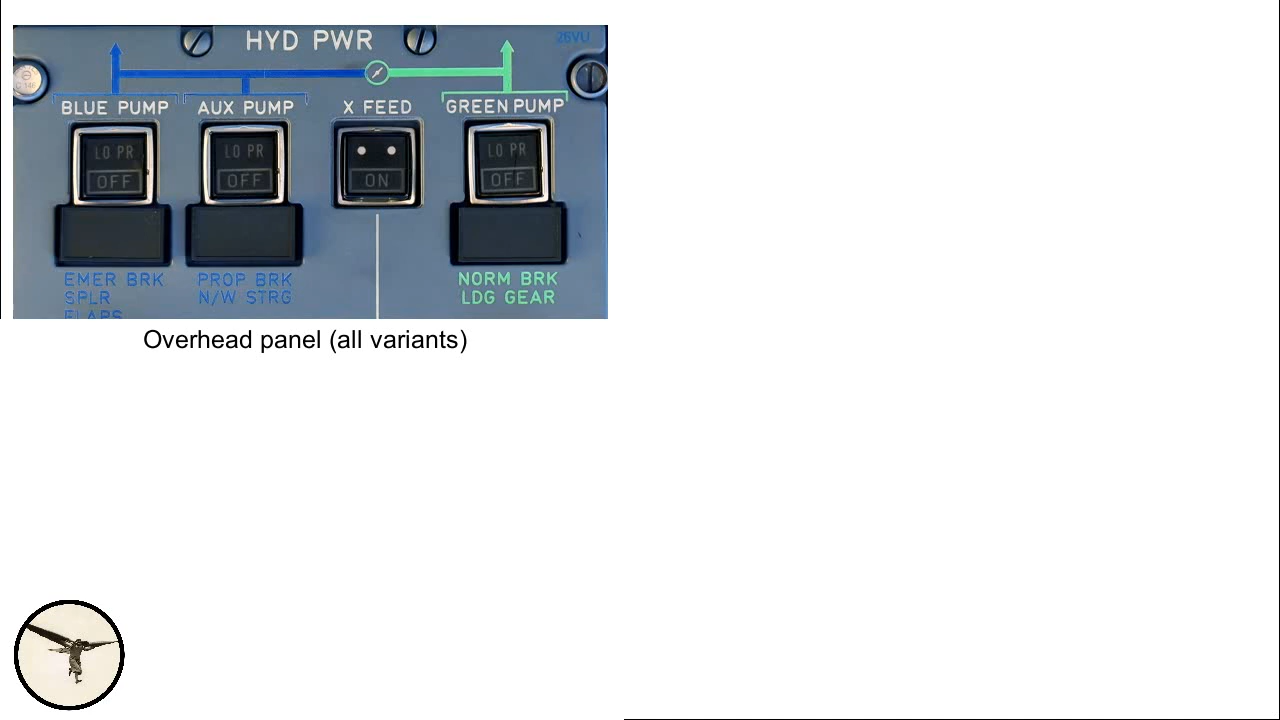 HYD PWR
26VU
BLUE PUMP
AUX PUMP
X FEED
GREEN PUMP
LO PR
OFF
LO PR
OFF
ON
LO PR
OFF
EMER BRK
SPLR
FLAPS
PROP BRK
N/W STRG
NORM BRK
LDG GEAR
Overhead panel (all variants)